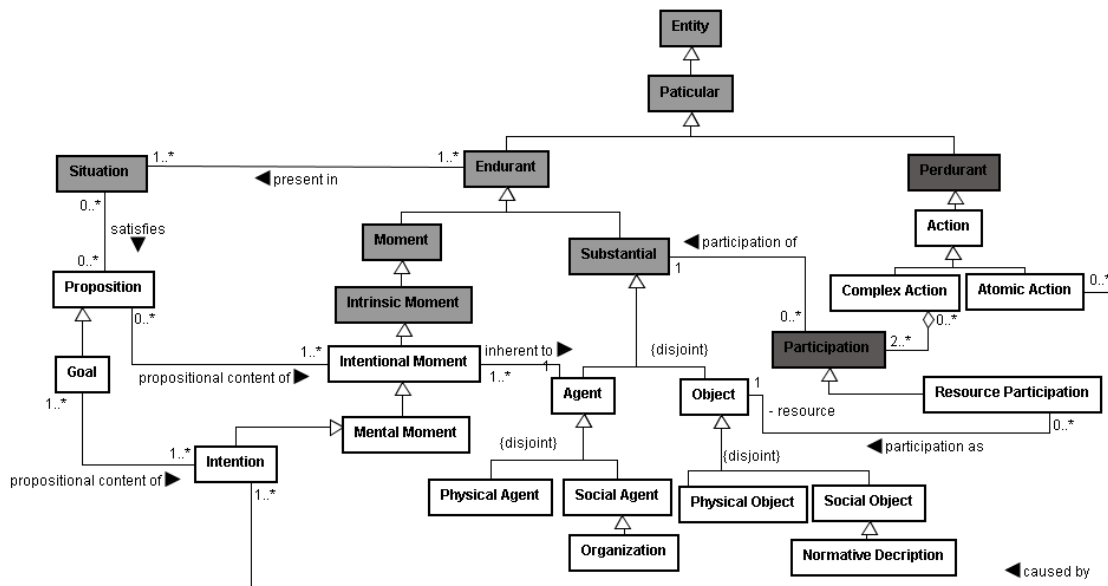 Entity
Paticular
1..* 1..*
Situation Endurant Perdurant
◀ present in
0..*
satisfies Moment Substantial ◀ participation of Action
▼ 1
0..*
Proposition Intrinsic Moment Complex Action Atomic Action 0..*
0..* 0..* 0..*
1..* Intentional Moment inherent to ▶ {disjoint} Participation 2..*
Goal propositional content of ▶ 1..* 1
1..* Agent Object 1 Resource Participation
- resource
Mental Moment 0..*
1..* {disjoint} ◀ participation as
Intention {disjoint}
propositional content of ▶
1..* Physical Agent Social Agent Physical Object Social Object
Organization Normative Decription
◀ caused by